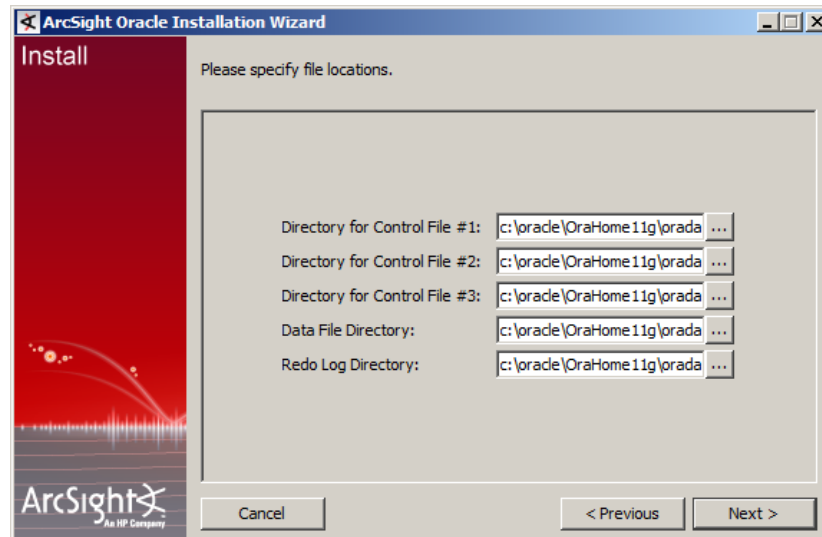 ArcSight Oracle Installation Wizard
Install
Please specify file locations.
Directory for Control File #1: c:\oracle\OraHome11g\orada ...
Directory for Control File #2: c:\oracle\OraHome11g\orada ...
Directory for Control File #3: c:\oracle\OraHome11g\orada ...
Data File Directory: c:\oracle\OraHome11g\orada ...
Redo Log Directory: c:\oracle\OraHome11g\orada ...
ArcSight
An HP Company
Cancel < Previous Next >